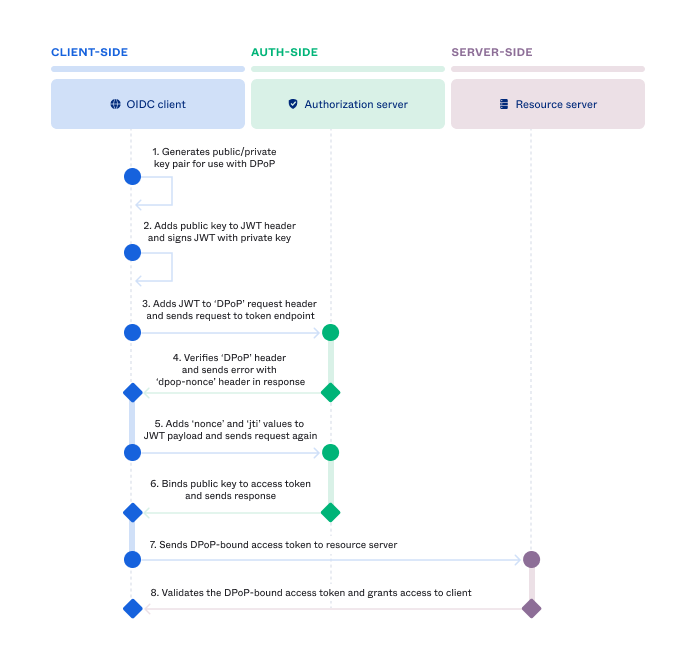 CLIENT-SIDE
AUTH-SIDE
SERVER-SIDE
OIDC client
Authorization server
Resource server
1. Generates public/private
key pair for use with DPoP
2. Adds public key to JWT header
and signs JWT with private key
3. Adds JWT to ‘DPoP’ request header
and sends request to token endpoint
4. Verifies ‘DPoP’ header
and sends error with
‘dpop-nonce’ header in response
5. Adds ‘nonce’ and ‘jti’ values to
JWT payload and sends request again
6. Binds public key to access token
and sends response
7. Sends DPoP-bound access token to resource server
8. Validates the DPoP-bound access token and grants access to client